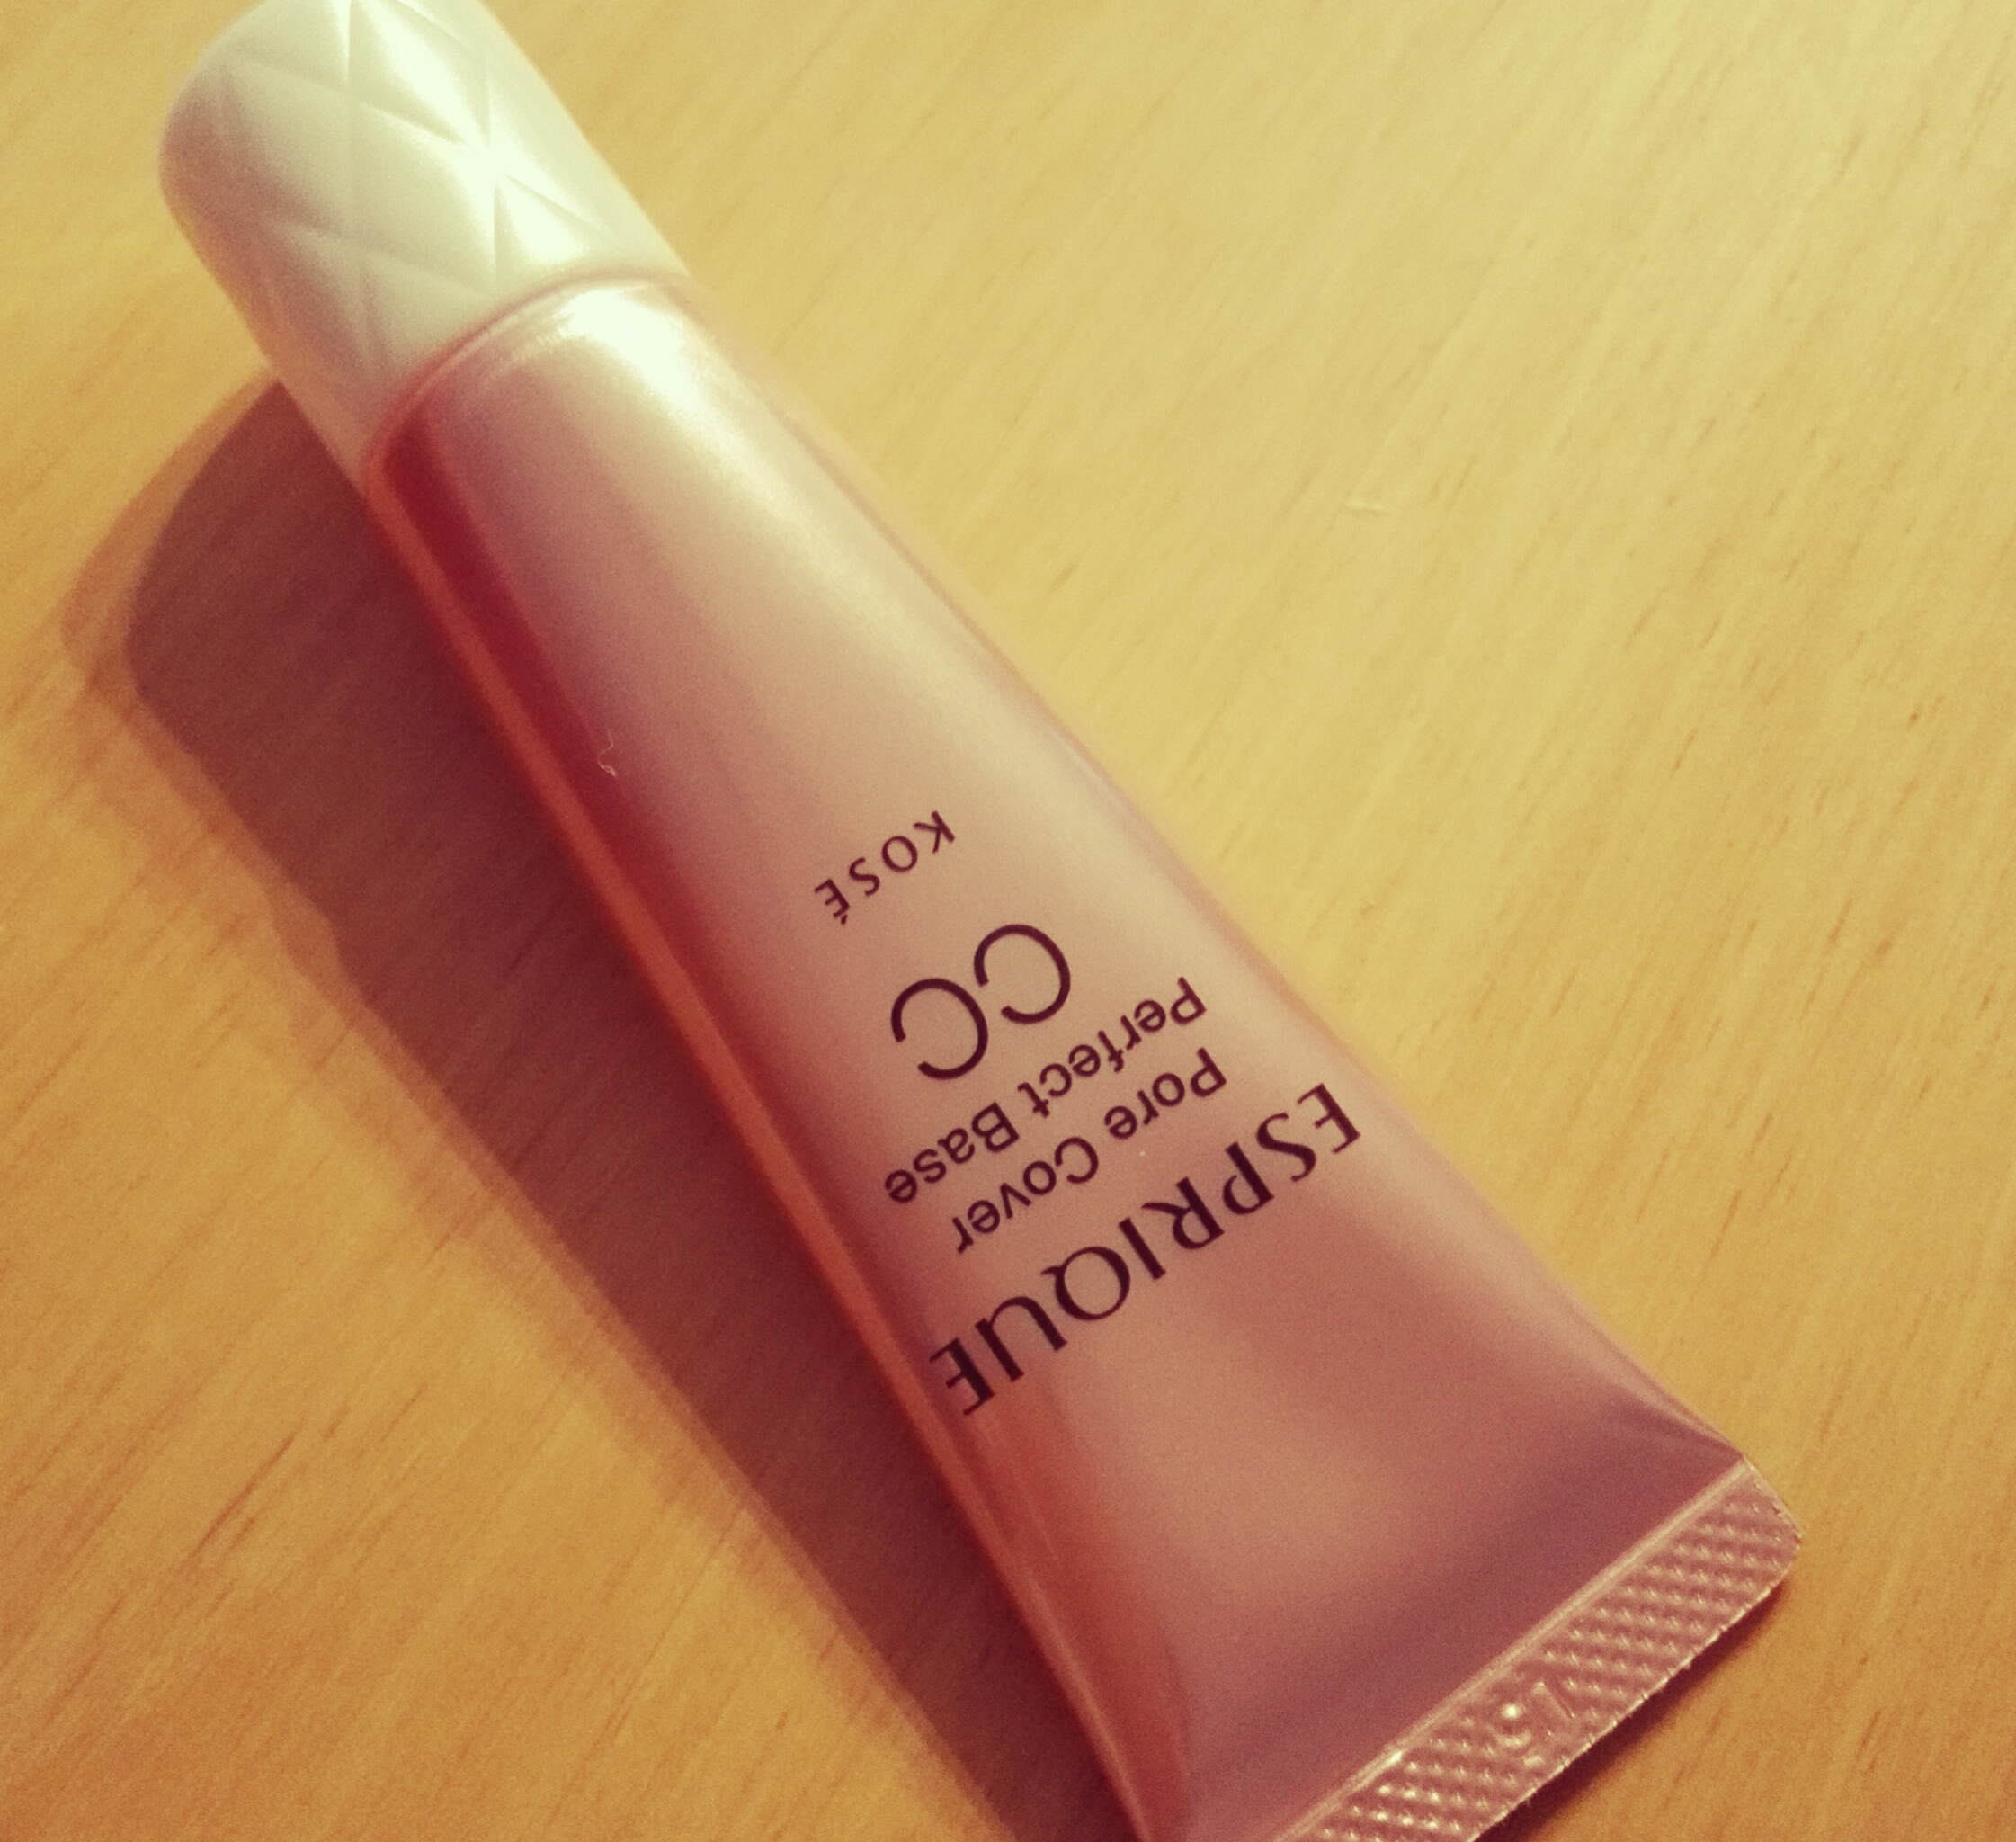 ESPRIQUE
Pore Cover
Perfect Base
CC
KOSÉ